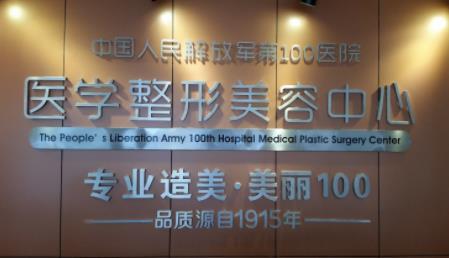 中国人民解放军第100医院
医学整形美容中心
The People's Liberation Army 100th Hospital Medical Plastic Surgery Center
专业造美·美丽100
品质源自1915年